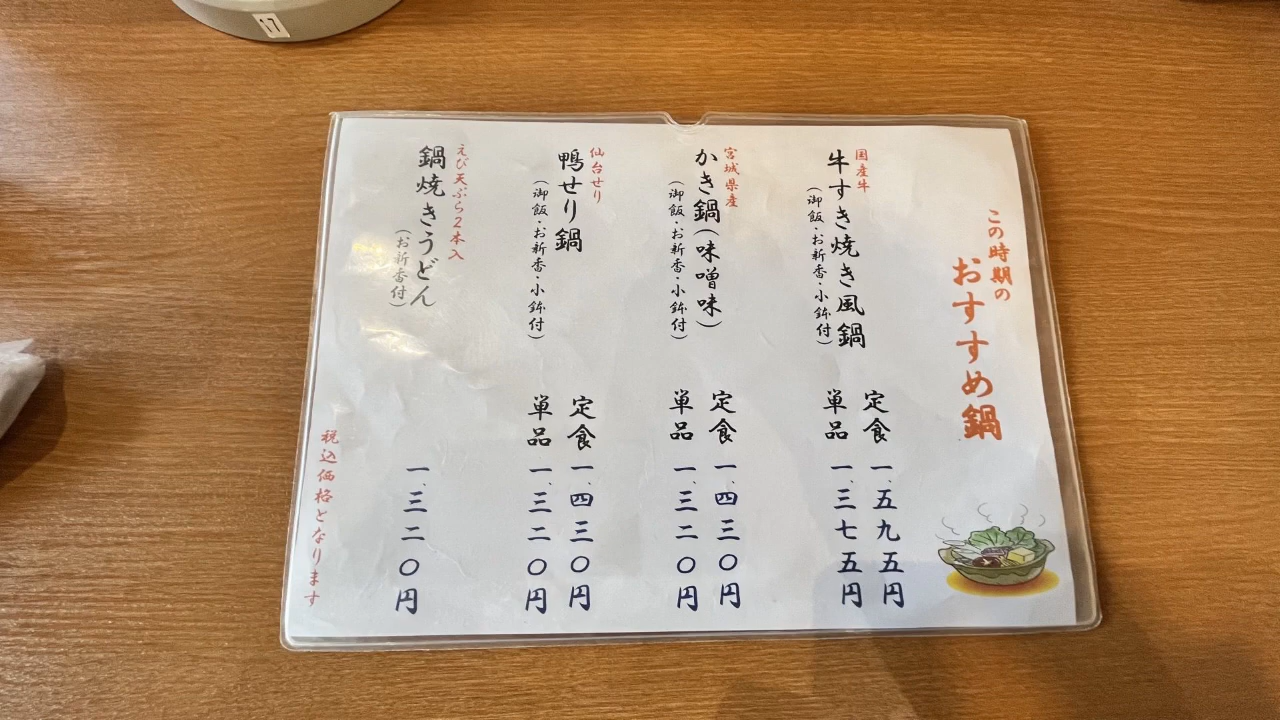 17
この時期の
おすすめ鍋
国産牛
牛すき焼き風鍋
(御飯・お新香・小鉢付)
定食 一、五九五円
単品 一、三七五円
宮城県産
かき鍋(味噌味)
(御飯・お新香・小鉢付)
定食 一、四三〇円
単品 一、三二〇円
仙台せり
鴨せり鍋
(御飯・お新香・小鉢付)
定食 一、四三〇円
単品 一、三二〇円
えび天ぷら2本入
鍋焼きうどん
(お新香付)
一、三二〇円
税込価格となります